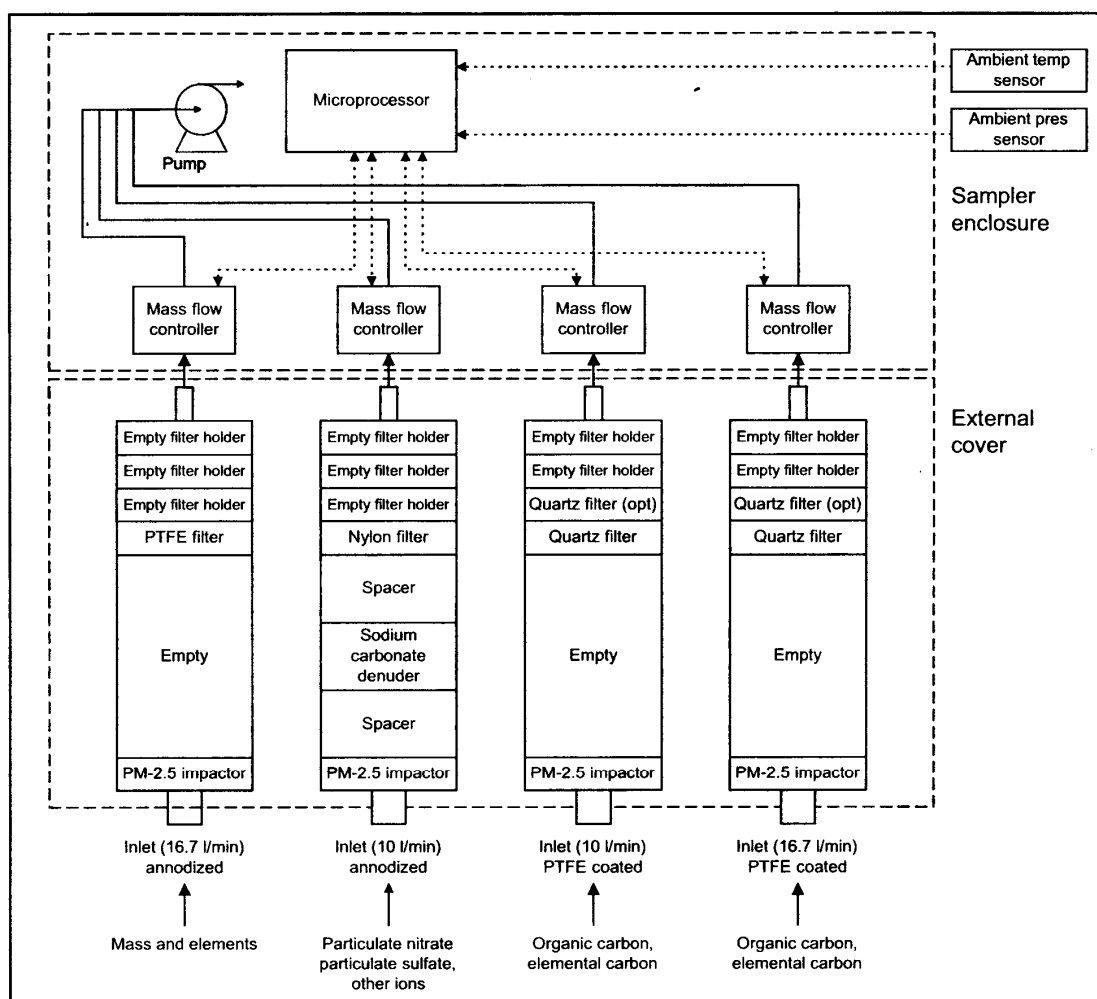 Ambient temp
sensor
Microprocessor
Ambient pres
sensor
Pump
Sampler
enclosure
Mass flow
controller
Mass flow
controller
Mass flow
controller
Mass flow
controller
External
cover
Empty filter holder
Empty filter holder
Empty filter holder
PTFE filter
Empty
PM-2.5 impactor
Empty filter holder
Empty filter holder
Empty filter holder
Nylon filter
Spacer
Sodium
carbonate
denuder
Spacer
PM-2.5 impactor
Empty filter holder
Empty filter holder
Quartz filter (opt)
Quartz filter
Empty
PM-2.5 impactor
Empty filter holder
Empty filter holder
Quartz filter (opt)
Quartz filter
Empty
PM-2.5 impactor
Inlet (16.7 l/min)
annodized
Inlet (10 l/min)
annodized
Inlet (10 l/min)
PTFE coated
Inlet (16.7 l/min)
PTFE coated
Mass and elements
Particulate nitrate
particulate sulfate,
other ions
Organic carbon,
elemental carbon
Organic carbon,
elemental carbon